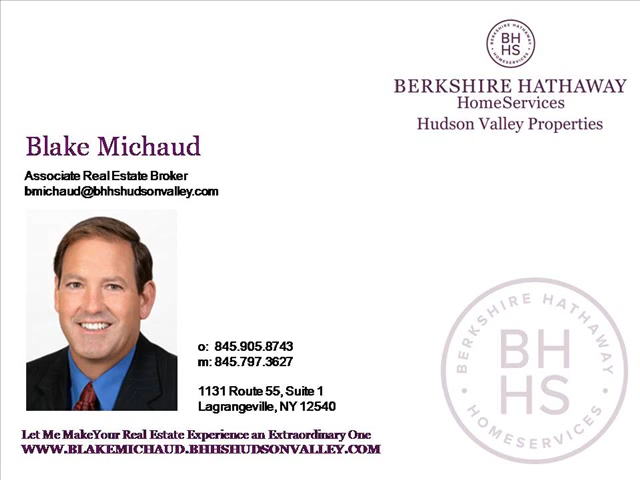 BERKSHIRE HATHAWAY
BH
HS
HOMESERVICES
BERKSHIRE HATHAWAY
HomeServices
Hudson Valley Properties
Blake Michaud
Associate Real Estate Broker
bmichaud@bhhshudsonvalley.com
o: 845.905.8743
m: 845.797.3627
1131 Route 55, Suite 1
Lagrangeville, NY 12540
Let Me MakeYour Real Estate Experience an Extraordinary One
WWW.BLAKEMICHAUD.BHHSHUDSONVALLEY.COM
BERKSHIRE HATHAWAY
BH
HS
HOMESERVICES